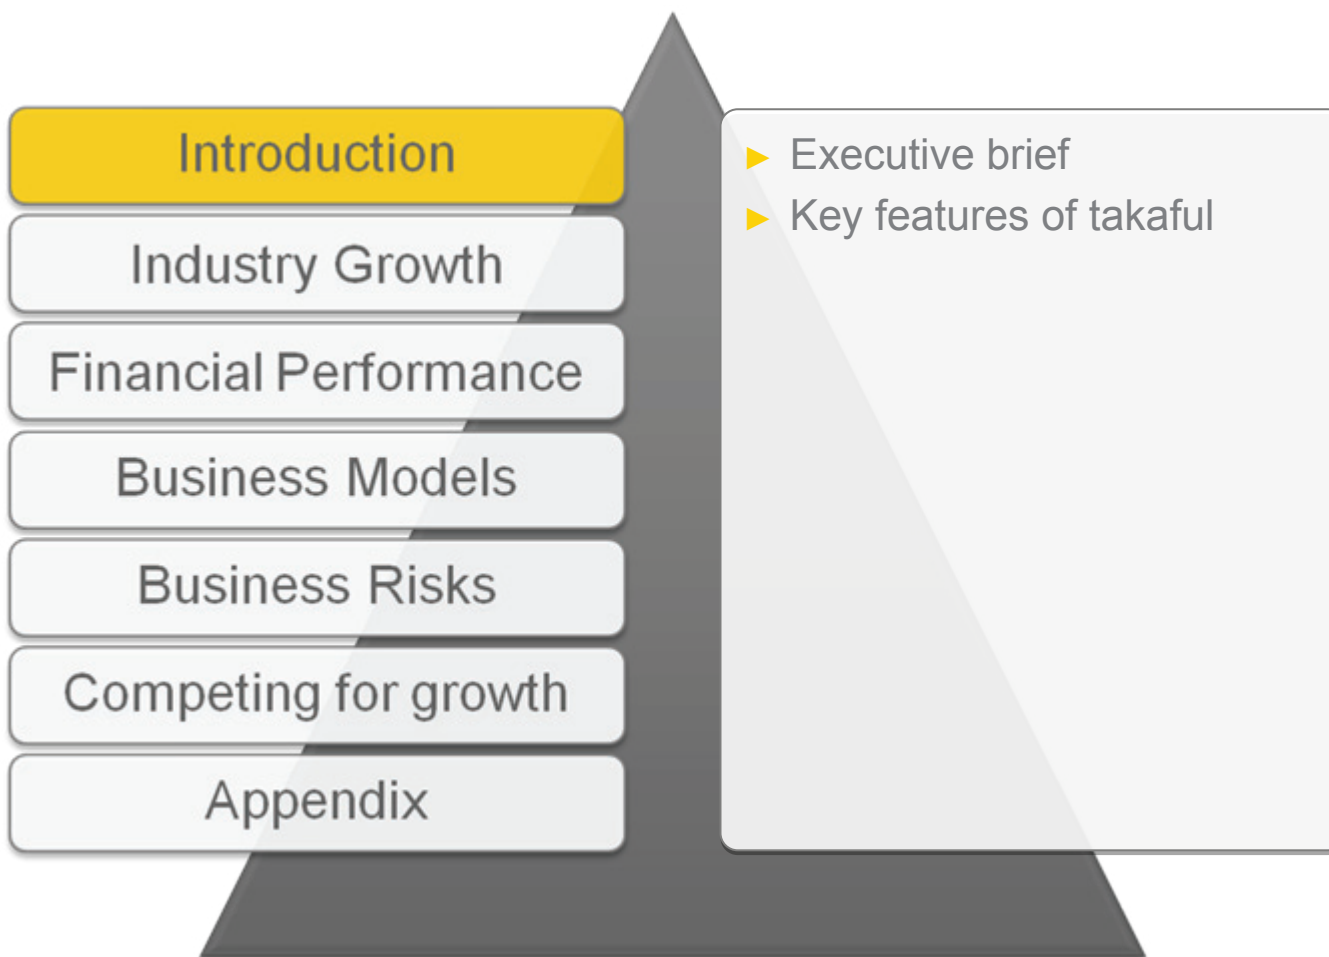 Introduction
Industry Growth
Financial Performance
Business Models
Business Risks
Competing for growth
Appendix
► Executive brief
► Key features of takaful